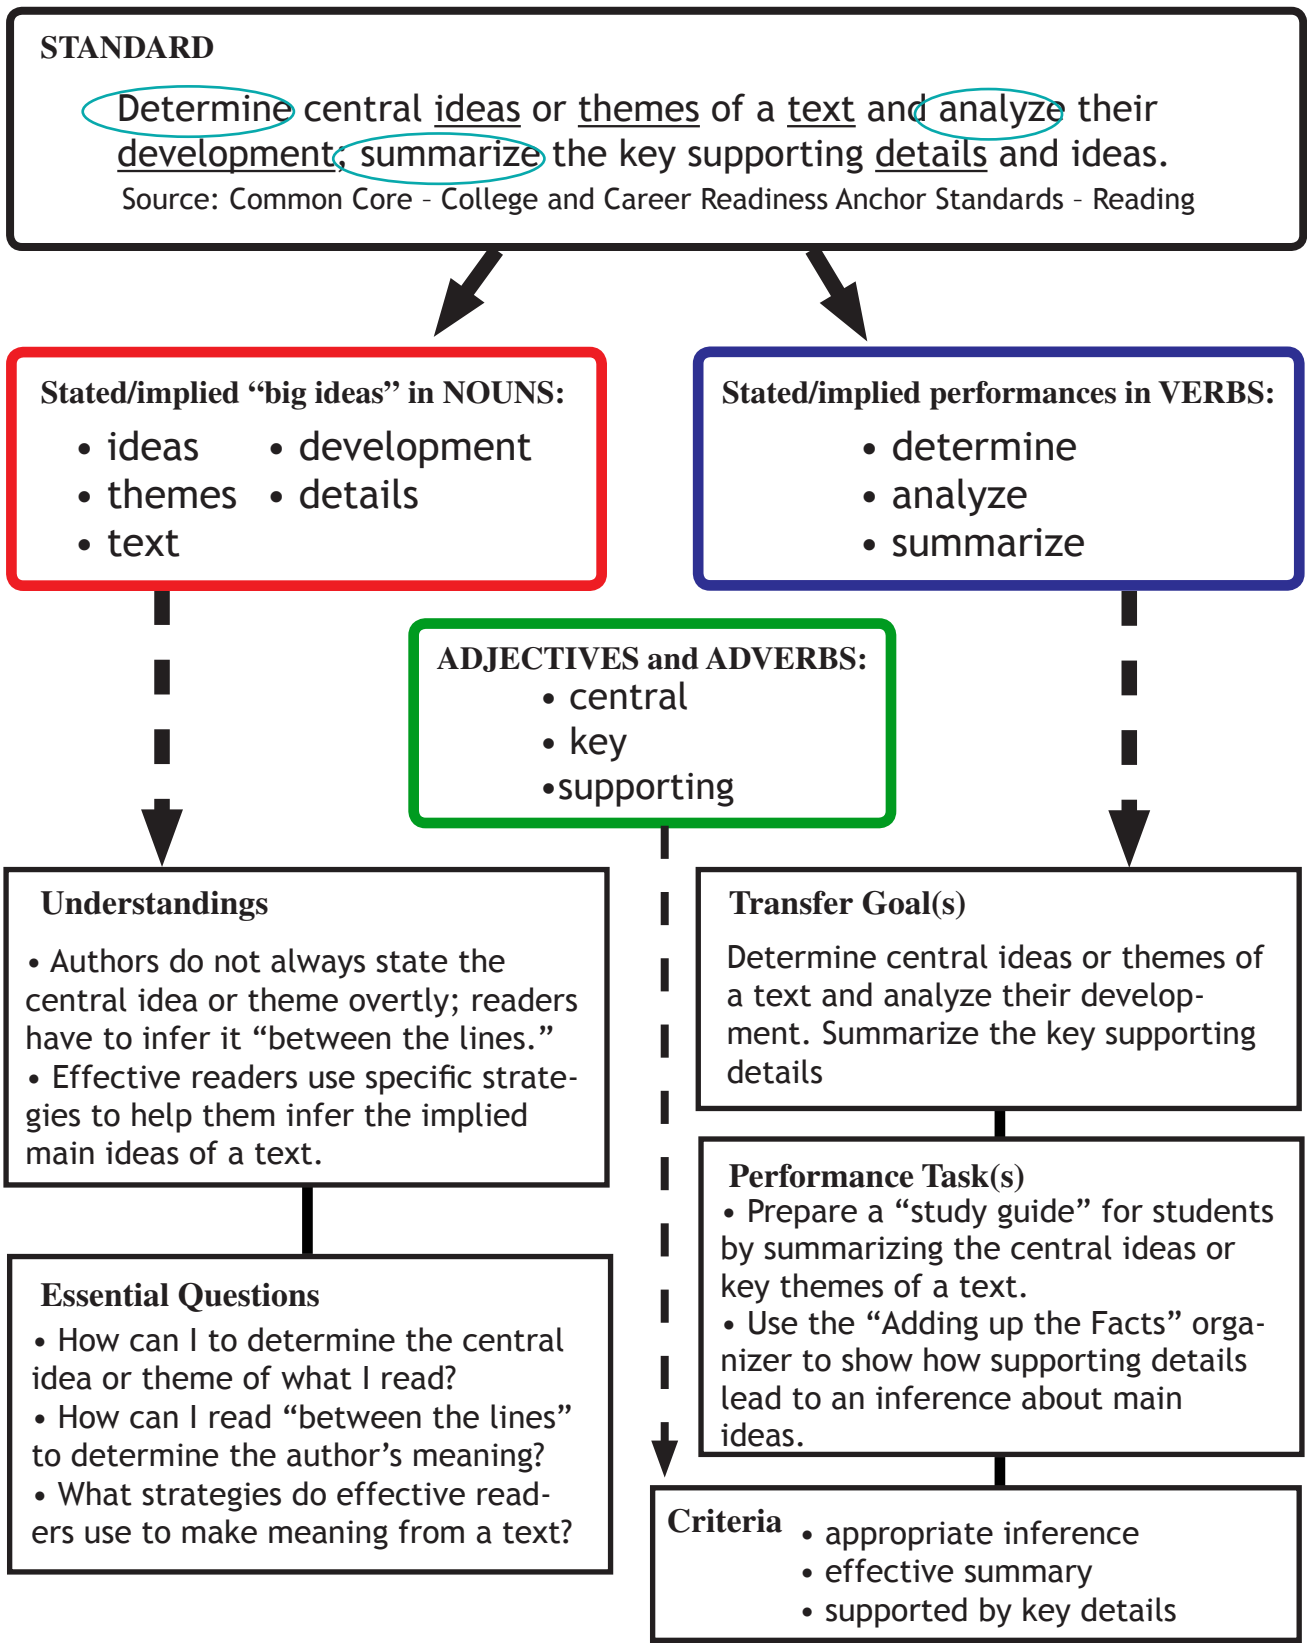 STANDARD
Determine central ideas or themes of a text and analyze their
development; summarize the key supporting details and ideas.
Source: Common Core – College and Career Readiness Anchor Standards – Reading
Stated/implied “big ideas” in NOUNS:
• ideas
• themes
• text
• development
• details
Stated/implied performances in VERBS:
• determine
• analyze
• summarize
ADJECTIVES and ADVERBS:
• central
• key
•supporting
Understandings
• Authors do not always state the
central idea or theme overtly; readers
have to infer it “between the lines.”
• Effective readers use specific strate-
gies to help them infer the implied
main ideas of a text.
Essential Questions
• How can I to determine the central
idea or theme of what I read?
• How can I read “between the lines”
to determine the author’s meaning?
• What strategies do effective read-
ers use to make meaning from a text?
Transfer Goal(s)
Determine central ideas or themes of
a text and analyze their develop-
ment. Summarize the key supporting
details
Performance Task(s)
• Prepare a “study guide” for students
by summarizing the central ideas or
key themes of a text.
• Use the “Adding up the Facts” orga-
nizer to show how supporting details
lead to an inference about main
ideas.
Criteria
• appropriate inference
• effective summary
• supported by key details